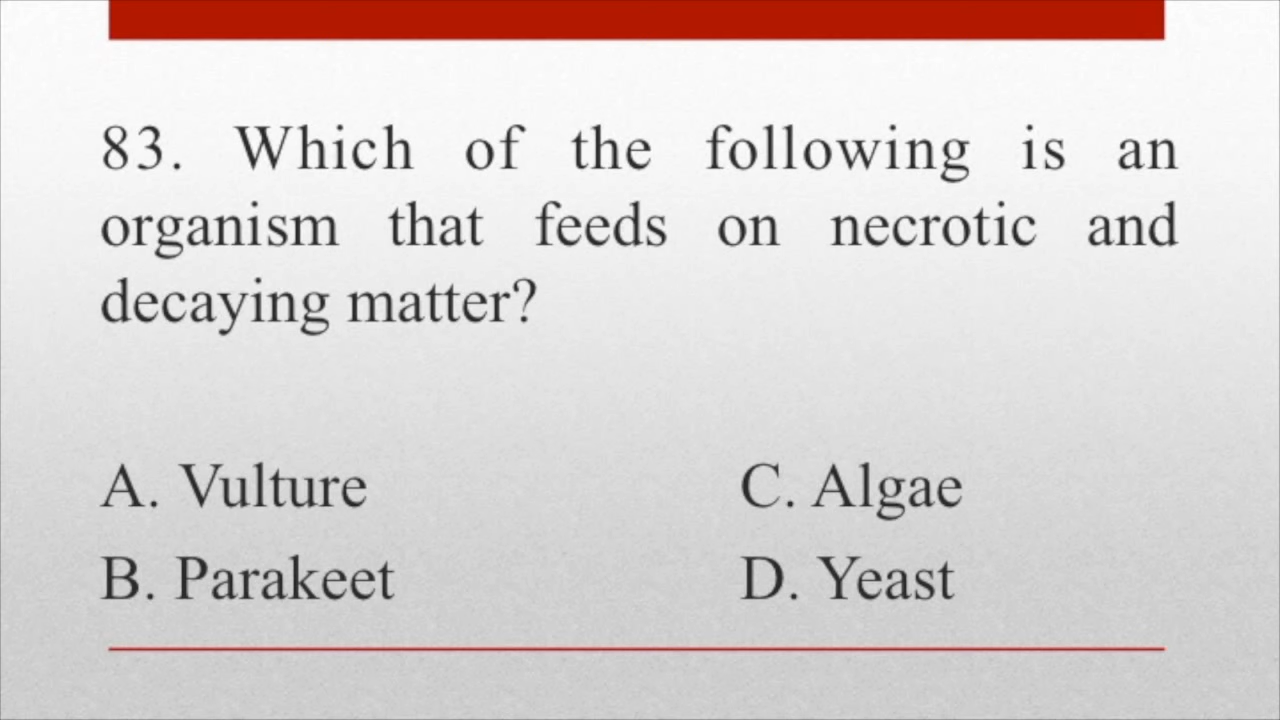 83. Which of the following is an
organism that feeds on necrotic and
decaying matter?
A. Vulture
B. Parakeet
C. Algae
D. Yeast